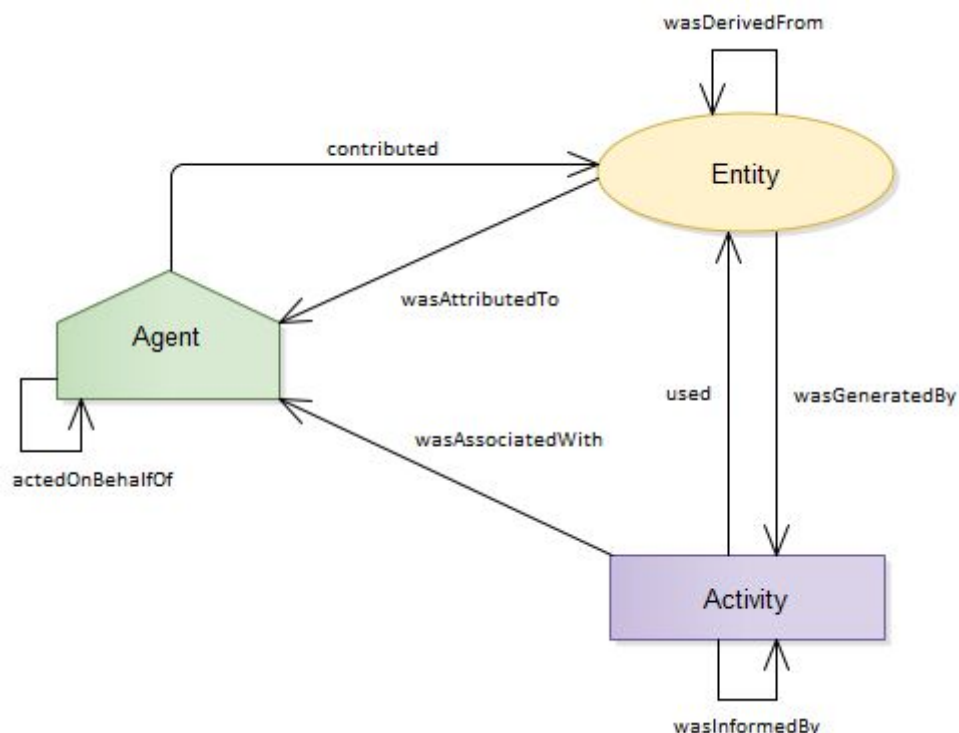 wasDerivedFrom
contributed
Entity
wasAttributedTo
Agent
used
wasGeneratedBy
wasAssociatedWith
actedOnBehalfOf
Activity
wasInformedBy